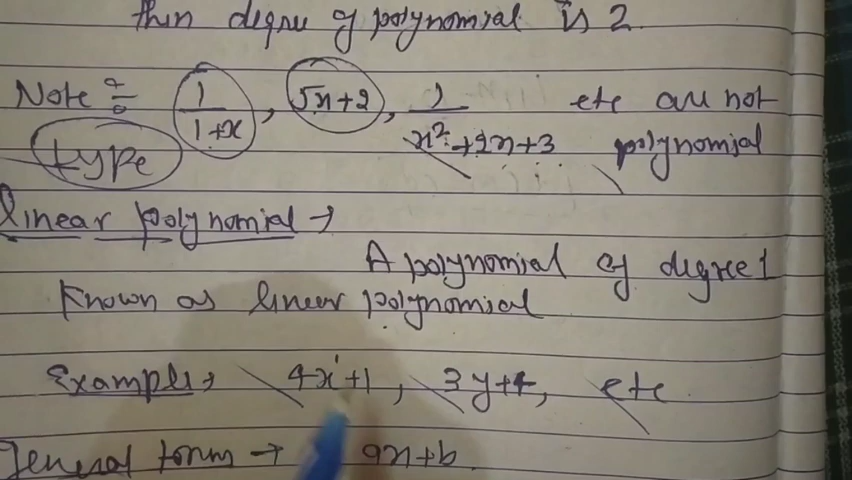 then degree of polynomial is 2
Note ÷ 1/(1+x), √x+2, 1/(x²+2x+3) etc are not
type polynomial
linear polynomial →
A polynomial of degree 1
Known as linear polynomial
Example → 4x¹+1, 3y+4, etc
General form → ax+b